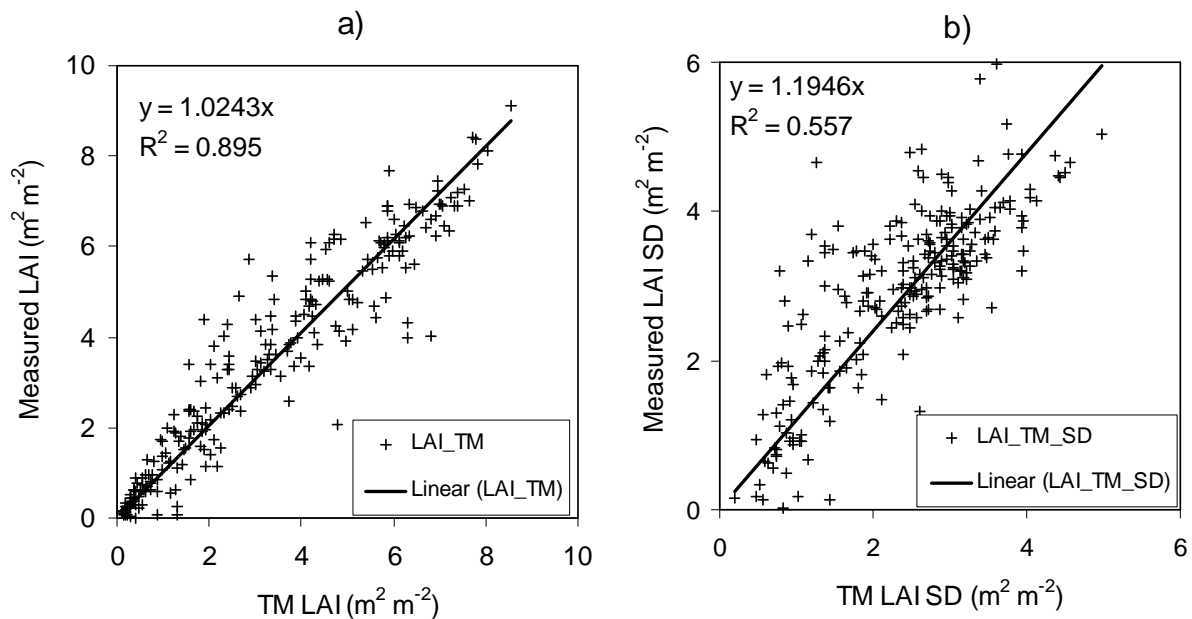 a)
10
8
6
4
2
0
0 2 4 6 8 10
Measured LAI (m² m⁻²)
TM LAI (m² m⁻²)
y = 1.0243x
R² = 0.895
LAI_TM
Linear (LAI_TM)
b)
6
4
2
0
0 2 4 6
Measured LAI SD (m² m⁻²)
TM LAI SD (m² m⁻²)
y = 1.1946x
R² = 0.557
LAI_TM_SD
Linear (LAI_TM_SD)